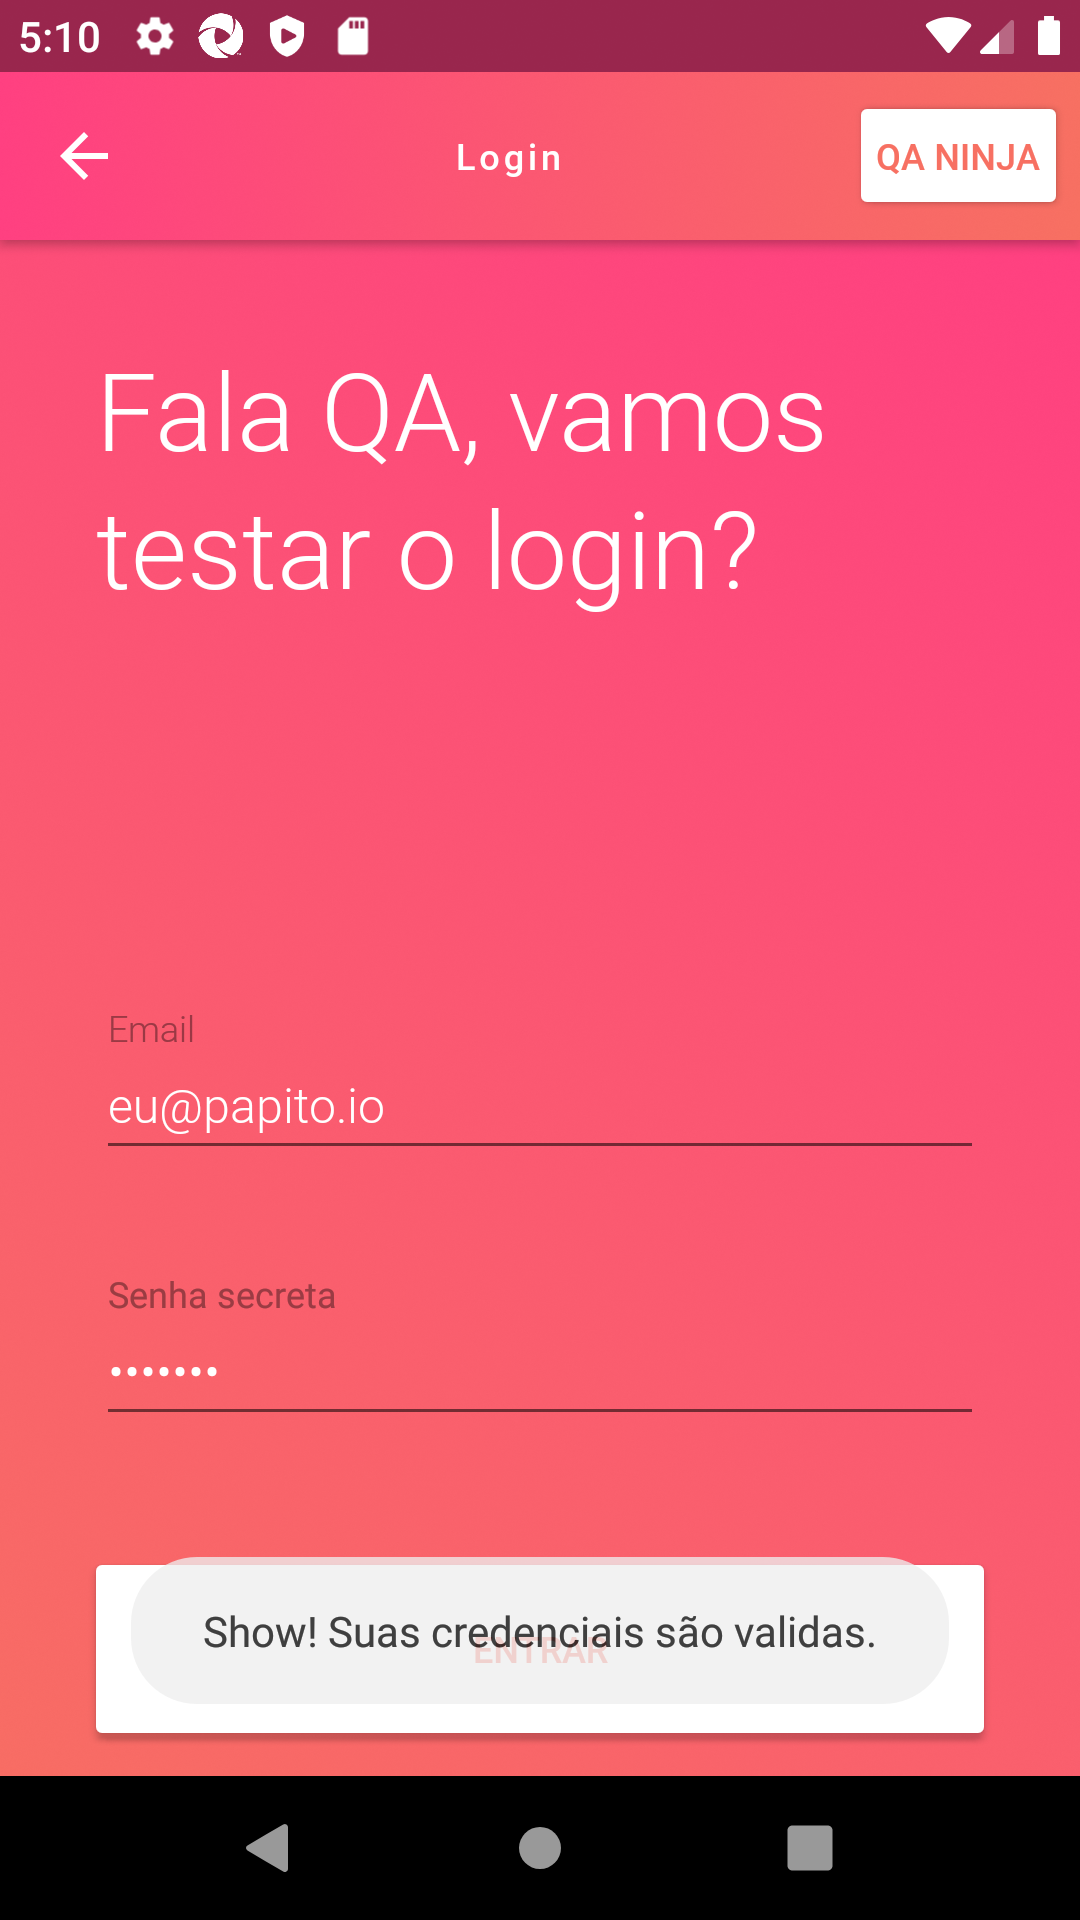 5:10
Login
QA NINJA
Fala QA, vamos
testar o login?
Email
eu@papito.io
Senha secreta
•••••••
Show! Suas credenciais são validas.
ENTRAR